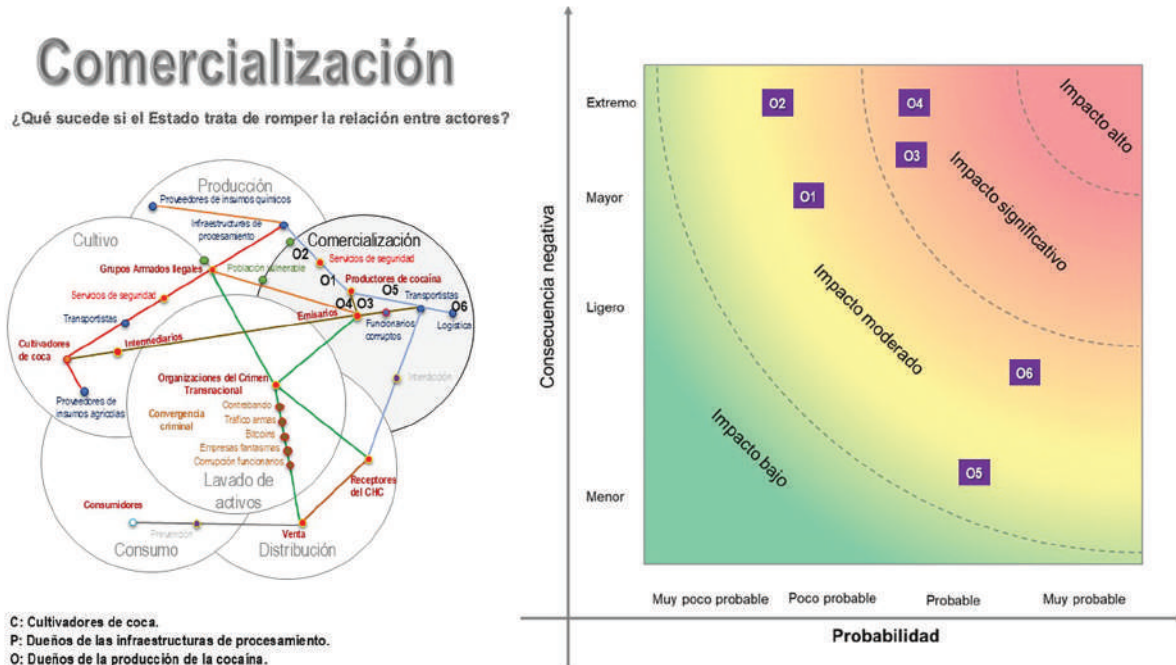 Comercialización
¿Qué sucede si el Estado trata de romper la relación entre actores?
Producción
Proveedores de insumos químicos
Infraestructuras de
procesamiento
Cultivo
Comercialización
O2
Servicios de seguridad
Grupos Armados Ilegales
Población vulnerable
O1
Productores de cocaína
O5
Servicios de seguridad
O4
O3
Transportistas
O6
Transportistas
Emisarios
Funcionarios
corruptos
Logística
Cultivadores
de coca
Intermediarios
Organizaciones del Crimen
Transnacional
Interdicción
Proveedores de
insumos agrícolas
Convergencia
criminal
Contrabando
Tráfico armas
Bitcoins
Empresas fantasmas
Corrupción funcionarios
Lavado de
activos
Receptores
del CHC
Consumidores
Prevención
Venta
Consumo
Distribución
C: Cultivadores de coca.
P: Dueños de las infraestructuras de procesamiento.
O: Dueños de la producción de la cocaína.
Consecuencia negativa
Extremo
Mayor
Ligero
Menor
O2
O4
O3
O1
O6
O5
Impacto alto
Impacto significativo
Impacto moderado
Impacto bajo
Muy poco probable
Poco probable
Probable
Muy probable
Probabilidad